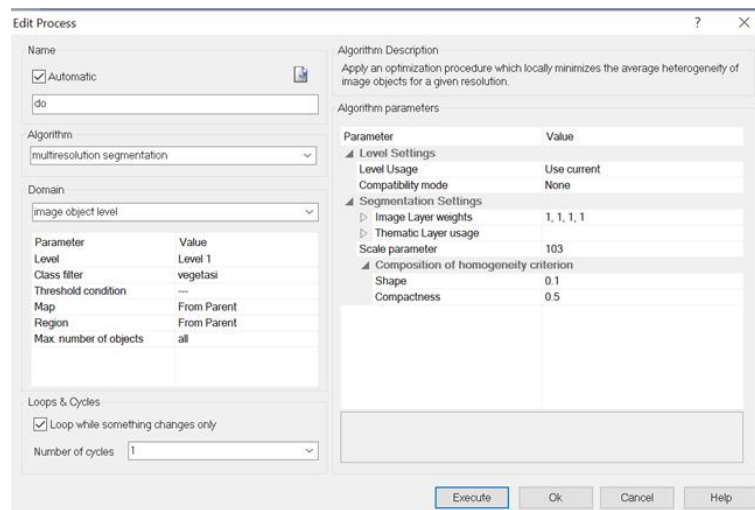 Edit Process
? X
Name
Automatic
do
Algorithm
multiresolution segmentation
Domain
image object level
Parameter Value
Level Level 1
Class filter vegetasi
Threshold condition ---
Map From Parent
Region From Parent
Max. number of objects all
Loops & Cycles
Loop while something changes only
Number of cycles 1
Algorithm Description
Apply an optimization procedure which locally minimizes the average heterogeneity of
image objects for a given resolution.
Algorithm parameters
Parameter Value
Level Settings
Level Usage Use current
Compatibility mode None
Segmentation Settings
Image Layer weights 1, 1, 1, 1
Thematic Layer usage
Scale parameter 103
Composition of homogeneity criterion
Shape 0.1
Compactness 0.5
Execute Ok Cancel Help